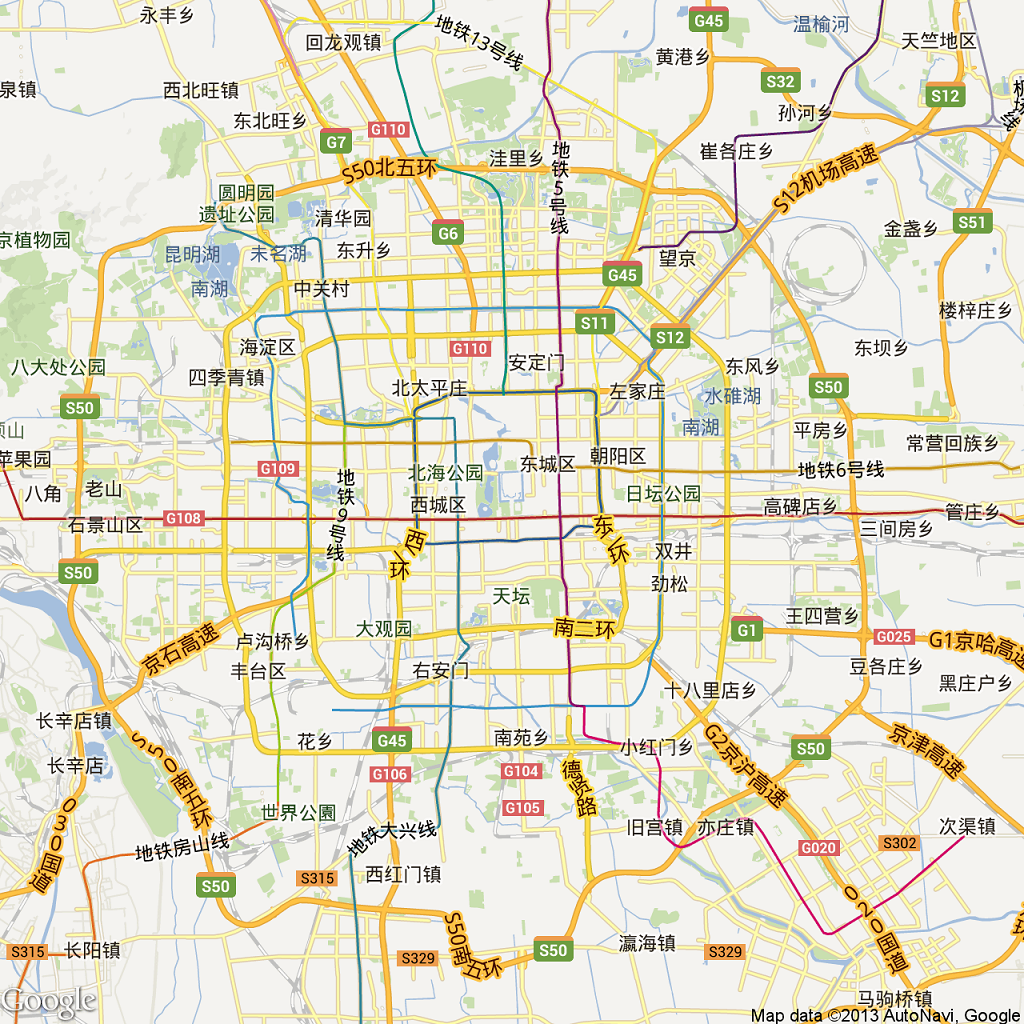 永丰乡
地铁13号线
G45
温榆河
回龙观镇
黄港乡
天竺地区
S32
泉镇
西北旺镇
S12
机场线
孙河乡
东北旺乡
G110
G7
洼里乡
地铁5号线
崔各庄乡
S50北五环
S12机场高速
圆明园
遗址公园
清华园
S51
京植物园
G6
金盏乡
昆明湖
未名湖
东升乡
望京
G45
南湖
中关村
S11
楼梓庄乡
S12
海淀区
G110
安定门
东坝乡
八大处公园
四季青镇
东风乡
北太平庄
左家庄
S50
水碓湖
S50
南湖
平房乡
顶山
常营回族乡
苹果园
G109
东城区
朝阳区
地铁6号线
北海公园
地铁9号线
八角
老山
日坛公园
西城区
高碑店乡
石景山区
G108
管庄乡
三间房乡
西二环
东二环
双井
S50
劲松
天坛
王四营乡
大观园
南二环
G1
G025
G1京哈高速
卢沟桥乡
京石高速
丰台区
右安门
豆各庄乡
黑庄户乡
十八里店乡
长辛店镇
花乡
G45
南苑乡
小红门乡
S50
京津高速
G2京沪高速
S50南五环
长辛店
G106
G104
德贤路
G105
世界公園
030国道
旧宫镇
亦庄镇
次渠镇
地铁大兴线
地铁房山线
G020
S302
S50
S315
西红门镇
020国道
S50南五环
瀛海镇
S315
长阳镇
S329
S50
S329
马驹桥镇
Google
Map data ©2013 AutoNavi, Google